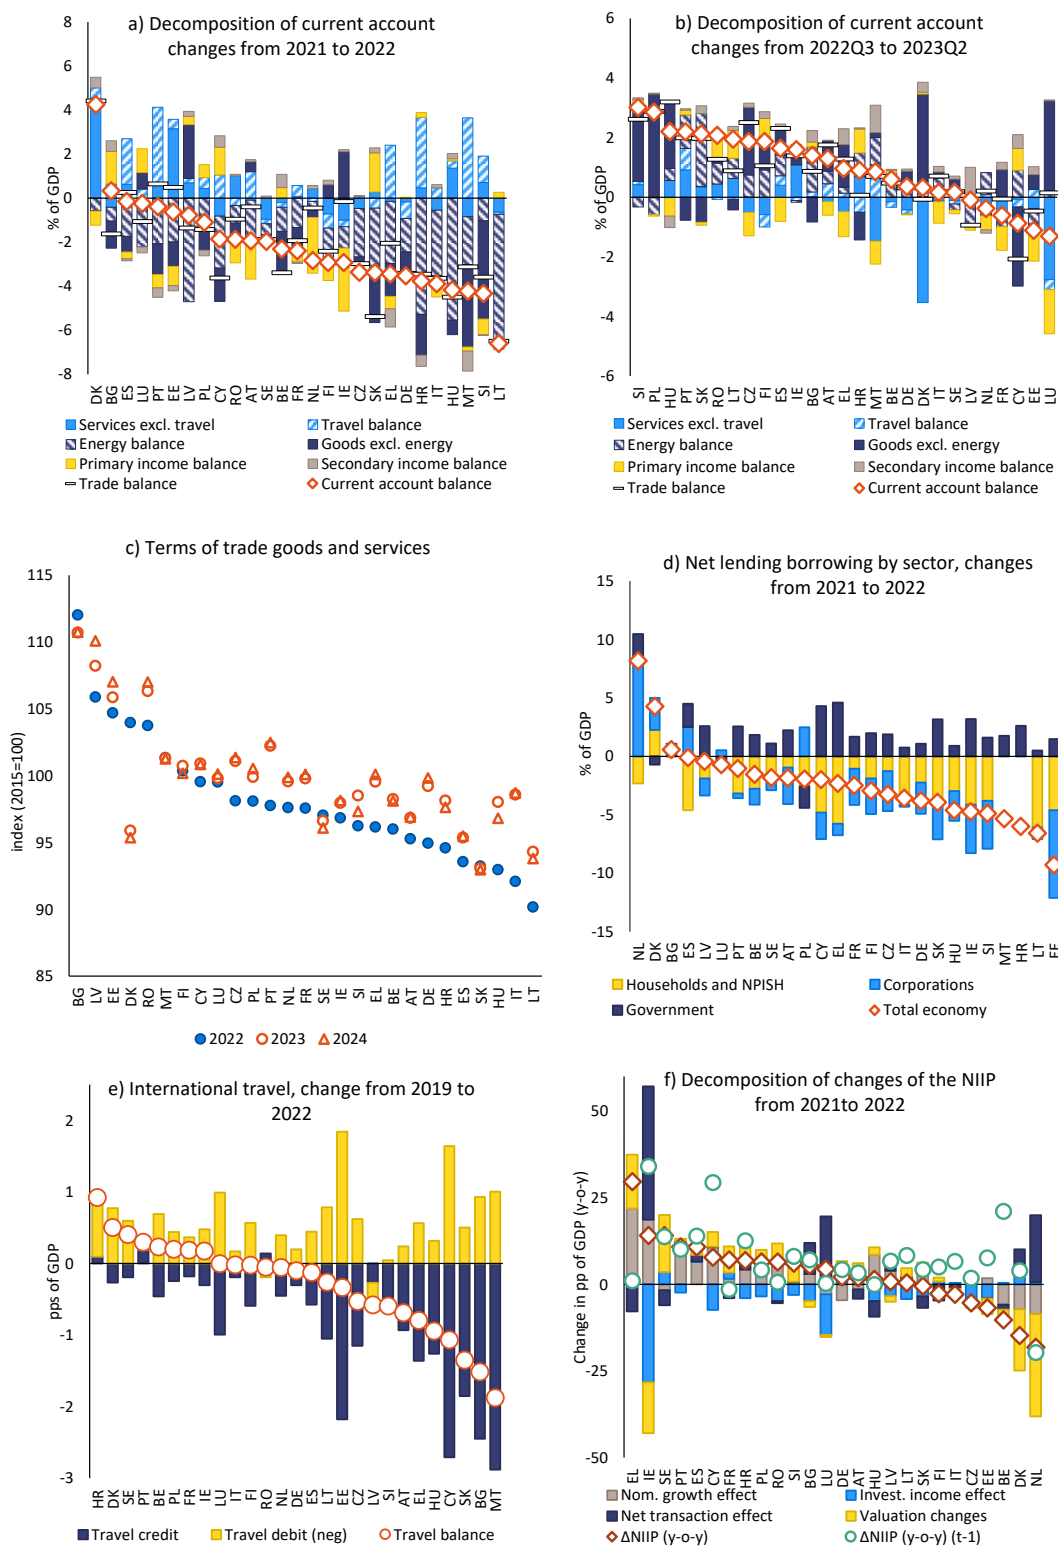 a) Decomposition of current account
changes from 2021 to 2022
8
6
4
2
0
-2
-4
-6
-8
% of GDP
DK BG ES LU PT EE LV PL CY RO AT SE BE FR NL FI IE CZ SK EL DE HR IT HU MT SI LT
Services excl. travel
Travel balance
Energy balance
Goods excl. energy
Primary income balance
Secondary income balance
Trade balance
Current account balance
b) Decomposition of current account
changes from 2022Q3 to 2023Q2
6
4
2
0
-2
-4
-6
% of GDP
SI PL HU PT SK RO LT CZ FI ES IE BG AT EL HR MT BE DE DK IT SE LV NL FR CY EE LU
Services excl. travel
Travel balance
Energy balance
Goods excl. energy
Primary income balance
Secondary income balance
Trade balance
Current account balance
c) Terms of trade goods and services
115
110
105
100
95
90
85
index (2015=100)
BG LV EE DK RO MT FI CY LU CZ PL PT NL FR SE IE SI EL BE AT DE HR ES SK HU IT LT
2022
2023
2024
d) Net lending borrowing by sector, changes
from 2021 to 2022
15
10
5
0
-5
-10
-15
% of GDP
NL DK BG ES LV LU PT BE SE AT PL CY EL FR FI CZ IT DE SK HU IE SI MT HR LT EE
Households and NPISH
Corporations
Government
Total economy
e) International travel, change from 2019 to
2022
2
1
0
-1
-2
-3
pps of GDP
HR DK SE PT BE PL FR IE LU IT FI RO NL DE ES LT EE CZ LV SI AT EL HU CY SK BG MT
Travel credit
Travel debit (neg)
Travel balance
f) Decomposition of changes of the NIIP
from 2021to 2022
50
25
0
-25
-50
Change in pp of GDP (y-o-y)
EL IE SE PT ES CY FR HR PL RO SI BG LU DE AT HU LV LT SK FI IT CZ EE BE DK NL
Nom. growth effect
Invest. income effect
Net transaction effect
Valuation changes
ΔNIIP (y-o-y)
ΔNIIP (y-o-y) (t-1)